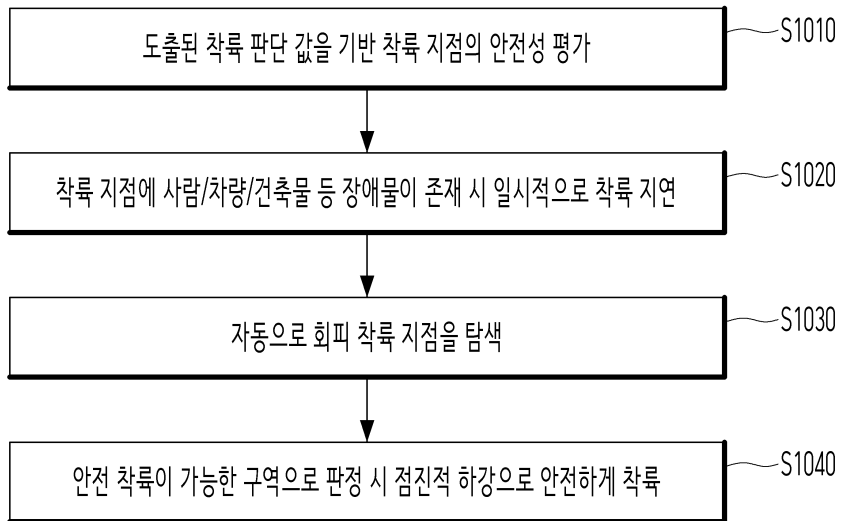 도출된 착륙 판단 값을 기반 착륙 지점의 안전성 평가
S1010
착륙 지점에 사람/차량/건축물 등 장애물이 존재 시 일시적으로 착륙 지연
S1020
자동으로 회피 착륙 지점을 탐색
S1030
안전 착륙이 가능한 구역으로 판정 시 점진적 하강으로 안전하게 착륙
S1040